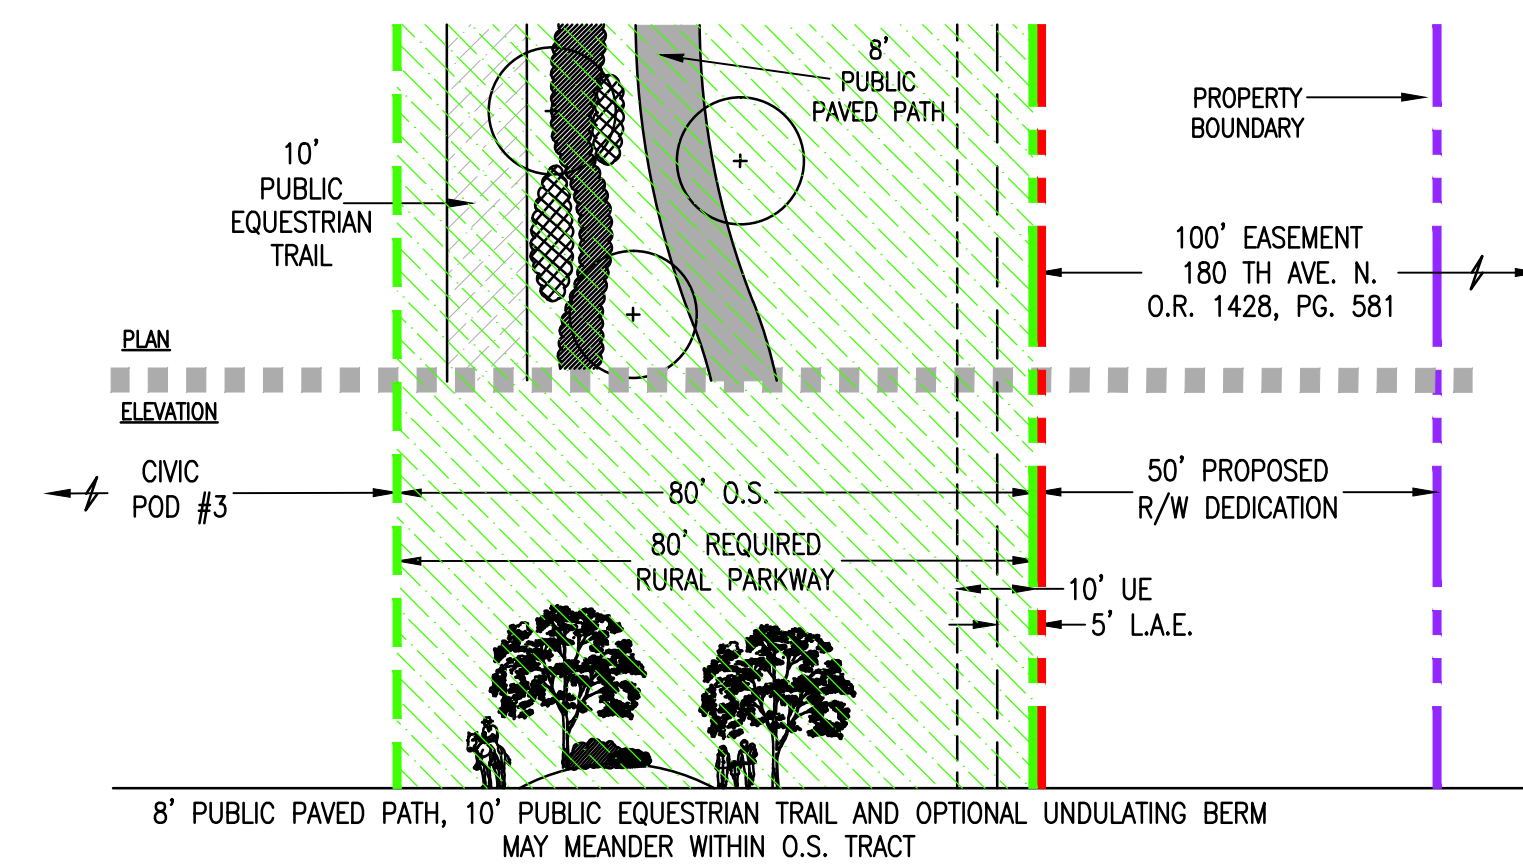 8'
PUBLIC
PAVED PATH
PROPERTY
BOUNDARY
10'
PUBLIC
EQUESTRIAN
TRAIL
100' EASEMENT
180 TH AVE. N.
O.R. 1428, PG. 581
PLAN
ELEVATION
CIVIC
POD #3
80' O.S.
50' PROPOSED
R/W DEDICATION
80' REQUIRED
RURAL PARKWAY
10' UE
5' L.A.E.
8' PUBLIC PAVED PATH, 10' PUBLIC EQUESTRIAN TRAIL AND OPTIONAL UNDULATING BERM
MAY MEANDER WITHIN O.S. TRACT